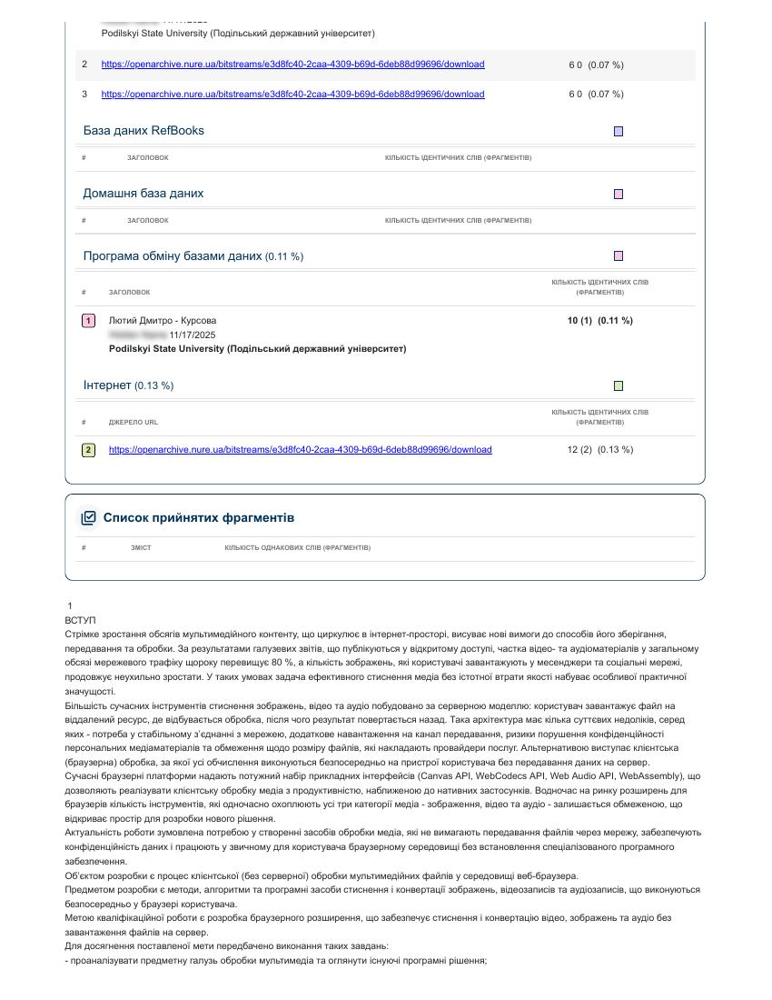 Podilskyi State University (Подільський державний університет)
2 https://openarchive.nure.ua/bitstreams/e3d8fc40-2caa-4309-b69d-6deb88d99696/download 6 0 (0.07 %)
3 https://openarchive.nure.ua/bitstreams/e3d8fc40-2caa-4309-b69d-6deb88d99696/download 6 0 (0.07 %)
База даних RefBooks
# ЗАГОЛОВОК КІЛЬКІСТЬ ІДЕНТИЧНИХ СЛІВ (ФРАГМЕНТІВ)
Домашня база даних
# ЗАГОЛОВОК КІЛЬКІСТЬ ІДЕНТИЧНИХ СЛІВ (ФРАГМЕНТІВ)
Програма обміну базами даних (0.11 %)
КІЛЬКІСТЬ ІДЕНТИЧНИХ СЛІВ
# ЗАГОЛОВОК (ФРАГМЕНТІВ)
1 Лютий Дмитро - Курсова 10 (1) (0.11 %)
11/17/2025
Podilskyi State University (Подільський державний університет)
Інтернет (0.13 %)
КІЛЬКІСТЬ ІДЕНТИЧНИХ СЛІВ
# ДЖЕРЕЛО URL (ФРАГМЕНТІВ)
2 https://openarchive.nure.ua/bitstreams/e3d8fc40-2caa-4309-b69d-6deb88d99696/download 12 (2) (0.13 %)
Список прийнятих фрагментів
# ЗМІСТ КІЛЬКІСТЬ ОДНАКОВИХ СЛІВ (ФРАГМЕНТІВ)
1
ВСТУП
Стрімке зростання обсягів мультимедійного контенту, що циркулює в інтернет-просторі, висуває нові вимоги до способів його зберігання,
передавання та обробки. За результатами галузевих звітів, що публікуються у відкритому доступі, частка відео- та аудіоматеріалів у загальному
обсязі мережевого трафіку щороку перевищує 80 %, а кількість зображень, які користувачі завантажують у месенджери та соціальні мережі,
продовжує неухильно зростати. У таких умовах задача ефективного стиснення медіа без істотної втрати якості набуває особливої практичної
значущості.
Більшість сучасних інструментів стиснення зображень, відео та аудіо побудовано за серверною моделлю: користувач завантажує файл на
віддалений ресурс, де відбувається обробка, після чого результат повертається назад. Така архітектура має кілька суттєвих недоліків, серед
яких - потреба у стабільному з’єднанні з мережею, додаткове навантаження на канал передавання, ризики порушення конфіденційності
персональних медіаматеріалів та обмеження щодо розміру файлів, які накладають провайдери послуг. Альтернативою виступає клієнтська
(браузерна) обробка, за якої усі обчислення виконуються безпосередньо на пристрої користувача без передавання даних на сервер.
Сучасні браузерні платформи надають потужний набір прикладних інтерфейсів (Canvas API, WebCodecs API, Web Audio API, WebAssembly), що
дозволяють реалізувати клієнтську обробку медіа з продуктивністю, наближеною до нативних застосунків. Водночас на ринку розширень для
браузерів кількість інструментів, які одночасно охоплюють усі три категорії медіа - зображення, відео та аудіо - залишається обмеженою, що
відкриває простір для розробки нового рішення.
Актуальність роботи зумовлена потребою у створенні засобів обробки медіа, які не вимагають передавання файлів через мережу, забезпечують
конфіденційність даних і працюють у звичному для користувача браузерному середовищі без встановлення спеціалізованого програмного
забезпечення.
Об’єктом розробки є процес клієнтської (без серверної) обробки мультимедійних файлів у середовищі веб-браузера.
Предметом розробки є методи, алгоритми та програмні засоби стиснення і конвертації зображень, відеозаписів та аудіозаписів, що виконуються
безпосередньо у браузері користувача.
Метою кваліфікаційної роботи є розробка браузерного розширення, що забезпечує стиснення і конвертацію відео, зображень та аудіо без
завантаження файлів на сервер.
Для досягнення поставленої мети передбачено виконання таких завдань:
- проаналізувати предметну галузь обробки мультимедіа та оглянути існуючі програмні рішення;